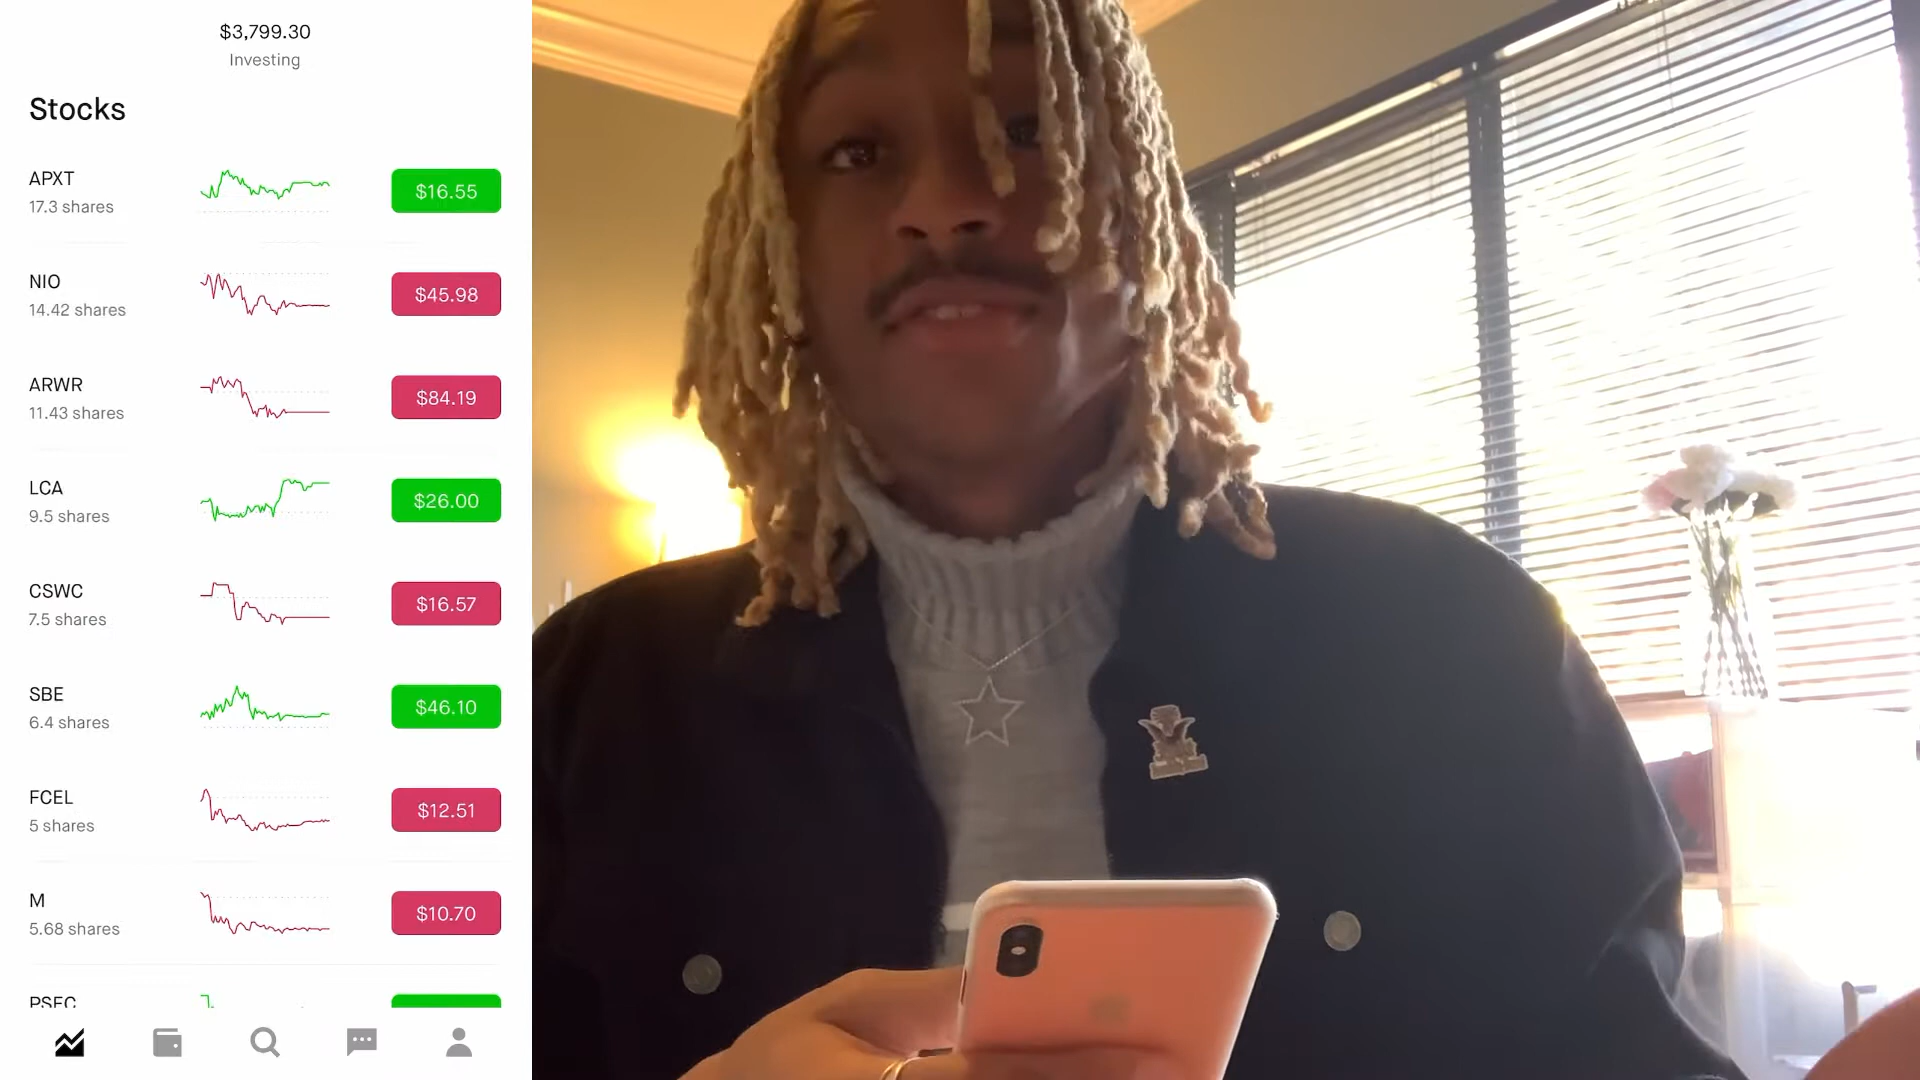 $3,799.30
Investing
Stocks
APXT
17.3 shares
$16.55
NIO
14.42 shares
$45.98
ARWR
11.43 shares
$84.19
LCA
9.5 shares
$26.00
CSWC
7.5 shares
$16.57
SBE
6.4 shares
$46.10
FCEL
5 shares
$12.51
M
5.68 shares
$10.70
PSEC